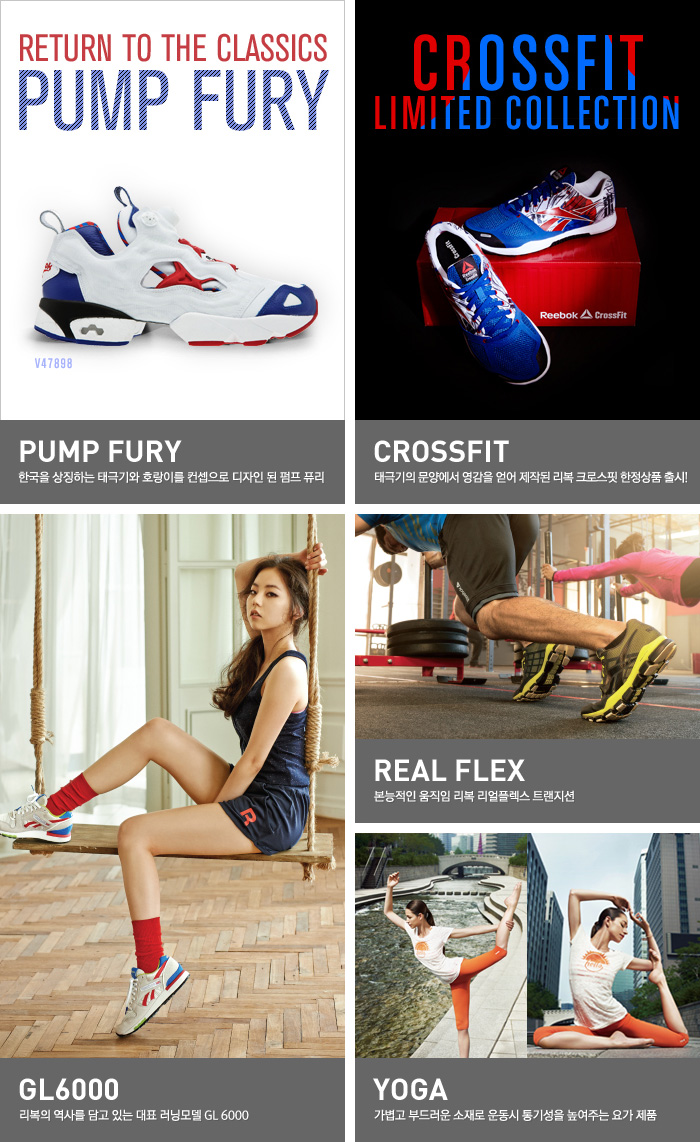 RETURN TO THE CLASSICS
PUMP FURY
V47898
PUMP FURY
한국을 상징하는 태극기와 호랑이를 컨셉으로 디자인 된 펌프 퓨리
CROSSFIT
LIMITED COLLECTION
Reebok CrossFit
CROSSFIT
태극기의 문양에서 영감을 얻어 제작된 리복 크로스핏 한정상품 출시!
R
GL6000
리복의 역사를 담고 있는 대표 러닝모델 GL 6000
REAL FLEX
본능적인 움직임 리복 리얼플렉스 트랜지션
YOGA
가볍고 부드러운 소재로 운동시 통기성을 높여주는 요가 제품